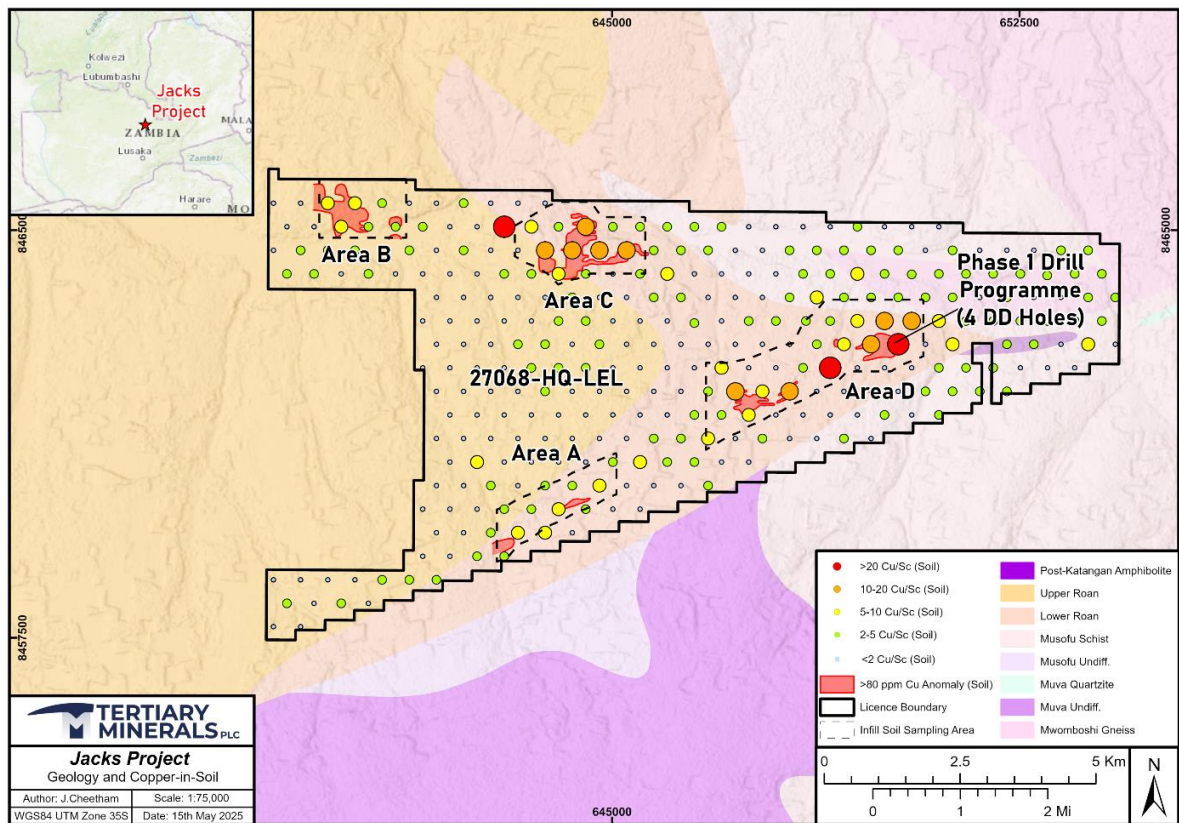 645000
652500
Kolwezi
Lubumbashi
Jacks
Project
ZAMBIA
MALA
Lusaka
Zambezi
Harare
MO
8465000
8465000
Area B
Area C
Phase 1 Drill
Programme
(4 DD Holes)
27068-HQ-LEL
Area D
Area A
8457500
8457500
>20 Cu/Sc (Soil)
10-20 Cu/Sc (Soil)
5-10 Cu/Sc (Soil)
2-5 Cu/Sc (Soil)
<2 Cu/Sc (Soil)
>80 ppm Cu Anomaly (Soil)
Licence Boundary
Infill Soil Sampling Area
Post-Katangan Amphibolite
Upper Roan
Lower Roan
Musofu Schist
Musofu Undiff.
Muva Quartzite
Muva Undiff.
Mwomboshi Gneiss
TERTIARY
MINERALS PLC
Jacks Project
Geology and Copper-in-Soil
Author: J.Cheetham
Scale: 1:75,000
WGS84 UTM Zone 35S
Date: 15th May 2025
0 2.5 5 Km
0 1 2 Mi
N
645000